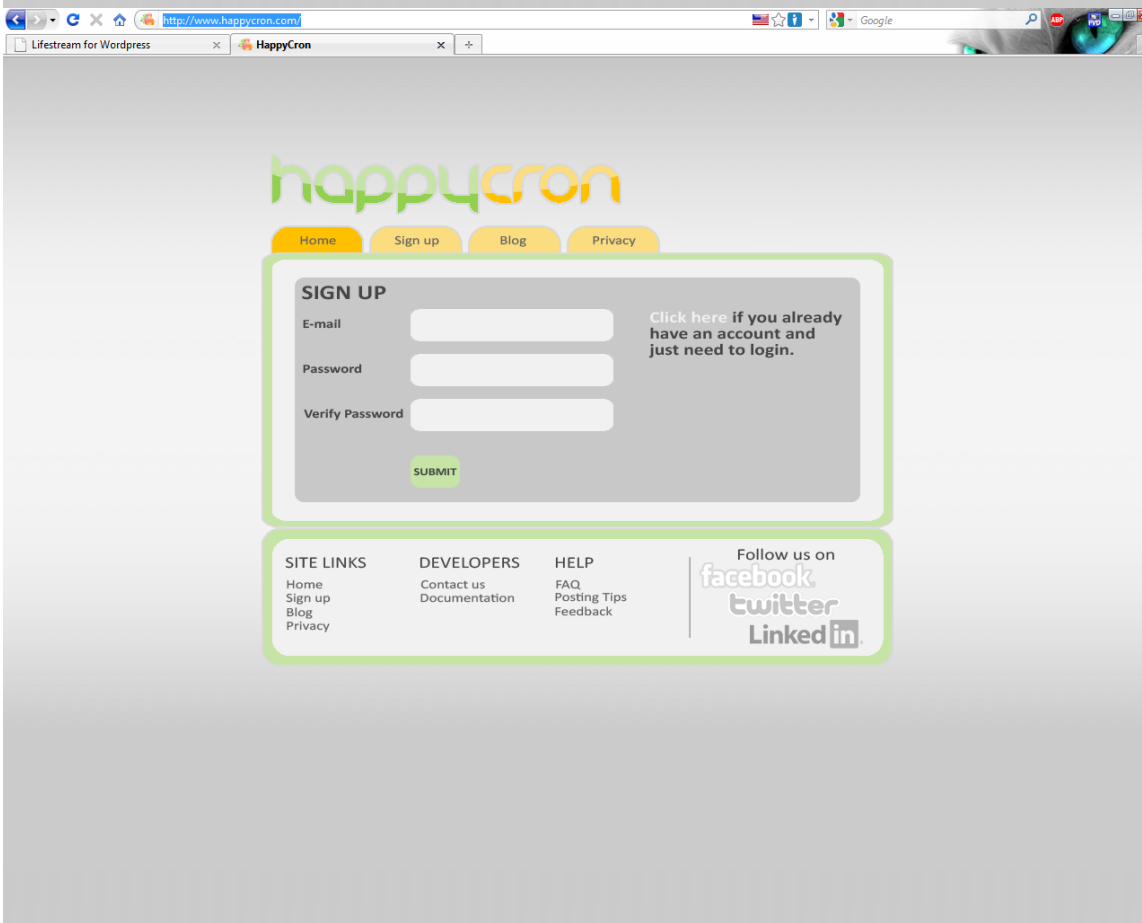 http://www.happycron.com/
Google
ABP
Lifestream for Wordpress
HappyCron
happycron
Home Sign up Blog Privacy
SIGN UP
E-mail
Password
Verify Password
SUBMIT
Click here if you already
have an account and
just need to login.
SITE LINKS
Home
Sign up
Blog
Privacy
DEVELOPERS
Contact us
Documentation
HELP
FAQ
Posting Tips
Feedback
Follow us on
facebook.
twitter
Linked in.